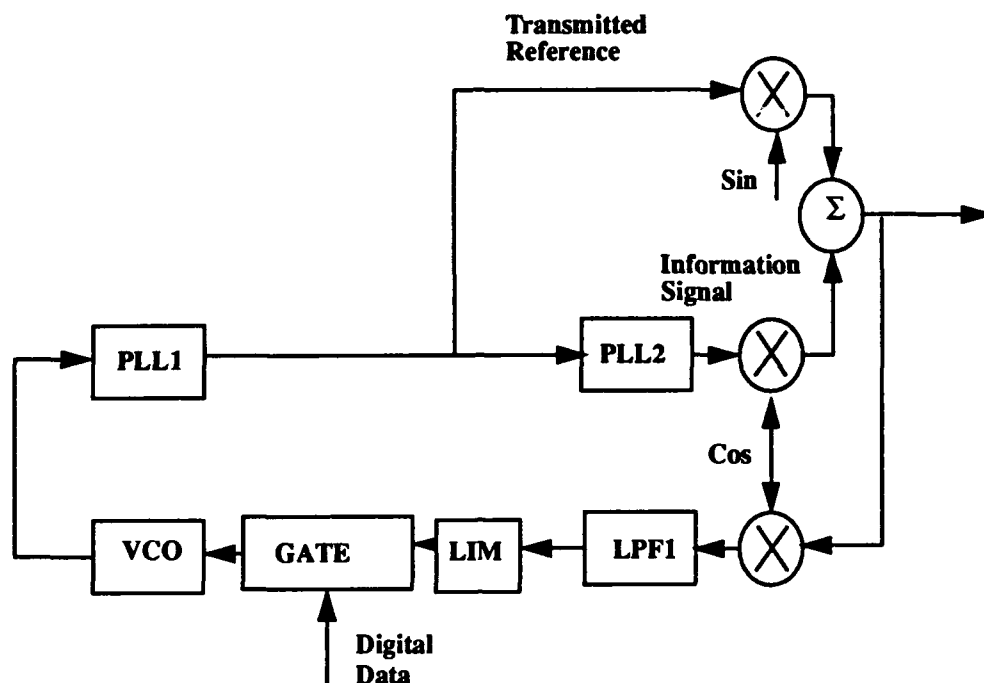 Transmitted
Reference
Sin
Σ
Information
Signal
PLL1
PLL2
Cos
VCO
GATE
LIM
LPF1
Digital
Data